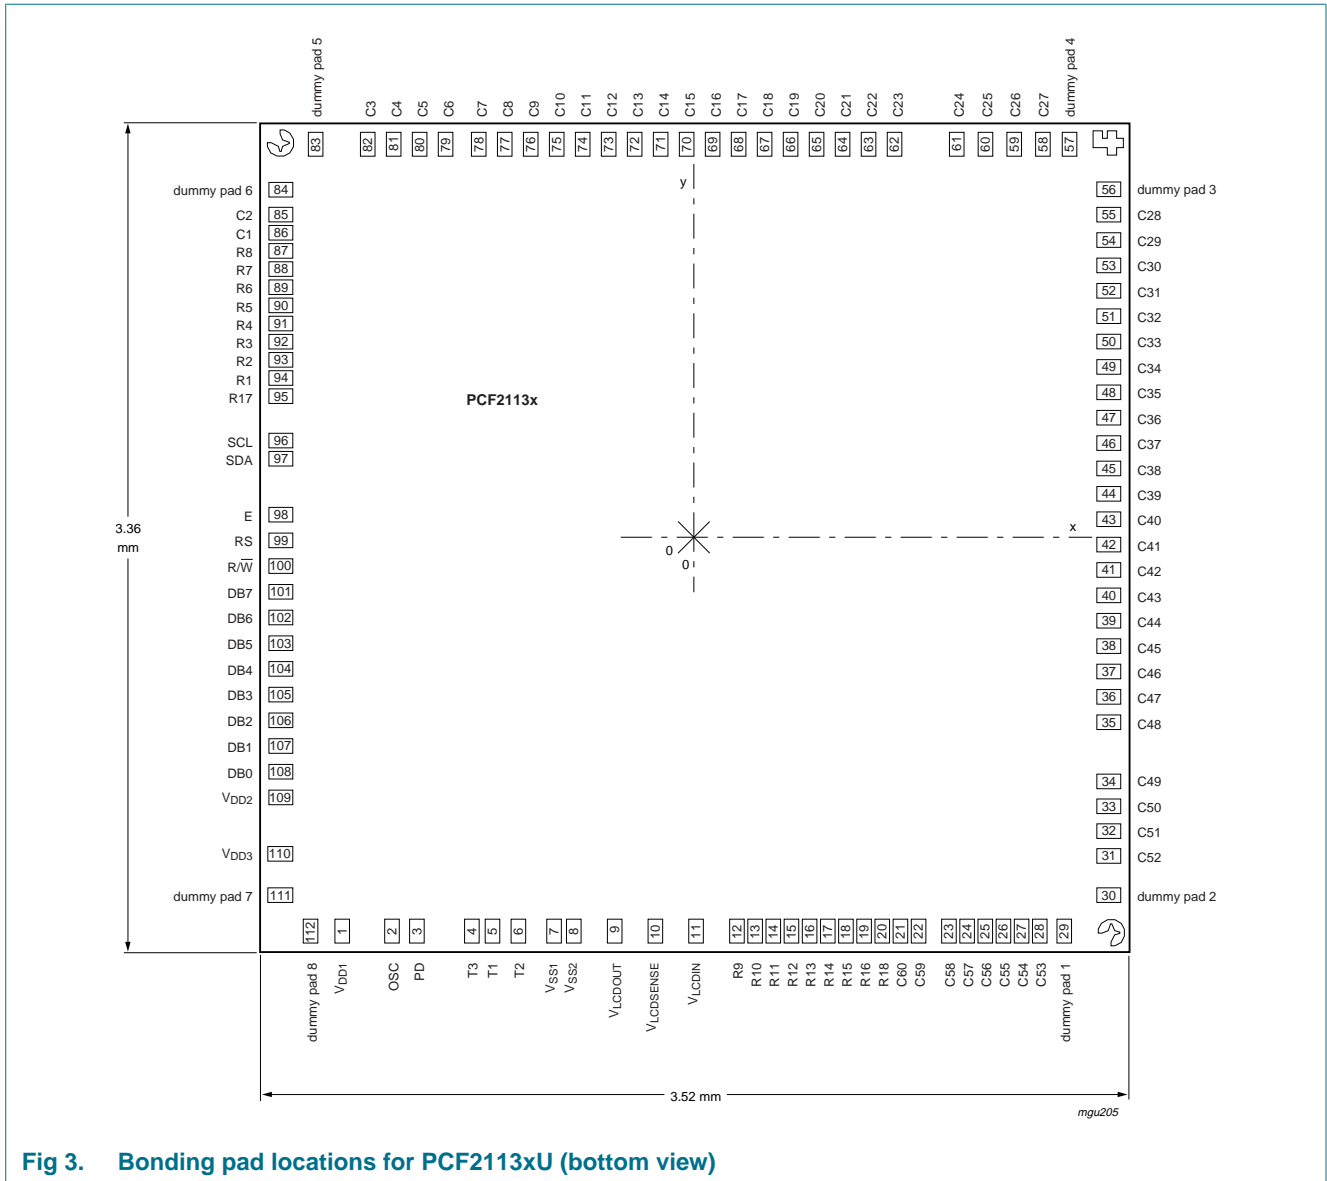 dummy pad 5
C3
C4
C5
C6
C7
C8
C9
C10
C11
C12
C13
C14
C15
C16
C17
C18
C19
C20
C21
C22
C23
C24
C25
C26
C27
dummy pad 4
83
82
81
80
79
78
77
76
75
74
73
72
71
70
69
68
67
66
65
64
63
62
61
60
59
58
57
dummy pad 6 84
C2 85
C1 86
R8 87
R7 88
R6 89
R5 90
R4 91
R3 92
R2 93
R1 94
R17 95
SCL 96
SDA 97
E 98
RS 99
R/W̅ 100
DB7 101
DB6 102
DB5 103
DB4 104
DB3 105
DB2 106
DB1 107
DB0 108
VDD2 109
VDD3 110
dummy pad 7 111
3.36
mm
PCF2113x
y
x
0
0
56 dummy pad 3
55 C28
54 C29
53 C30
52 C31
51 C32
50 C33
49 C34
48 C35
47 C36
46 C37
45 C38
44 C39
43 C40
42 C41
41 C42
40 C43
39 C44
38 C45
37 C46
36 C47
35 C48
34 C49
33 C50
32 C51
31 C52
30 dummy pad 2
112
1
2
3
4
5
6
7
8
9
10
11
12
13
14
15
16
17
18
19
20
21
22
23
24
25
26
27
28
29
dummy pad 8
VDD1
OSC
PD
T3
T1
T2
VSS1
VSS2
VLCDOUT
VLCDSENSE
VLCDIN
R9
R10
R11
R12
R13
R14
R15
R16
R18
C60
C59
C58
C57
C56
C55
C54
C53
dummy pad 1
3.52 mm
mgu205
Fig 3. Bonding pad locations for PCF2113xU (bottom view)